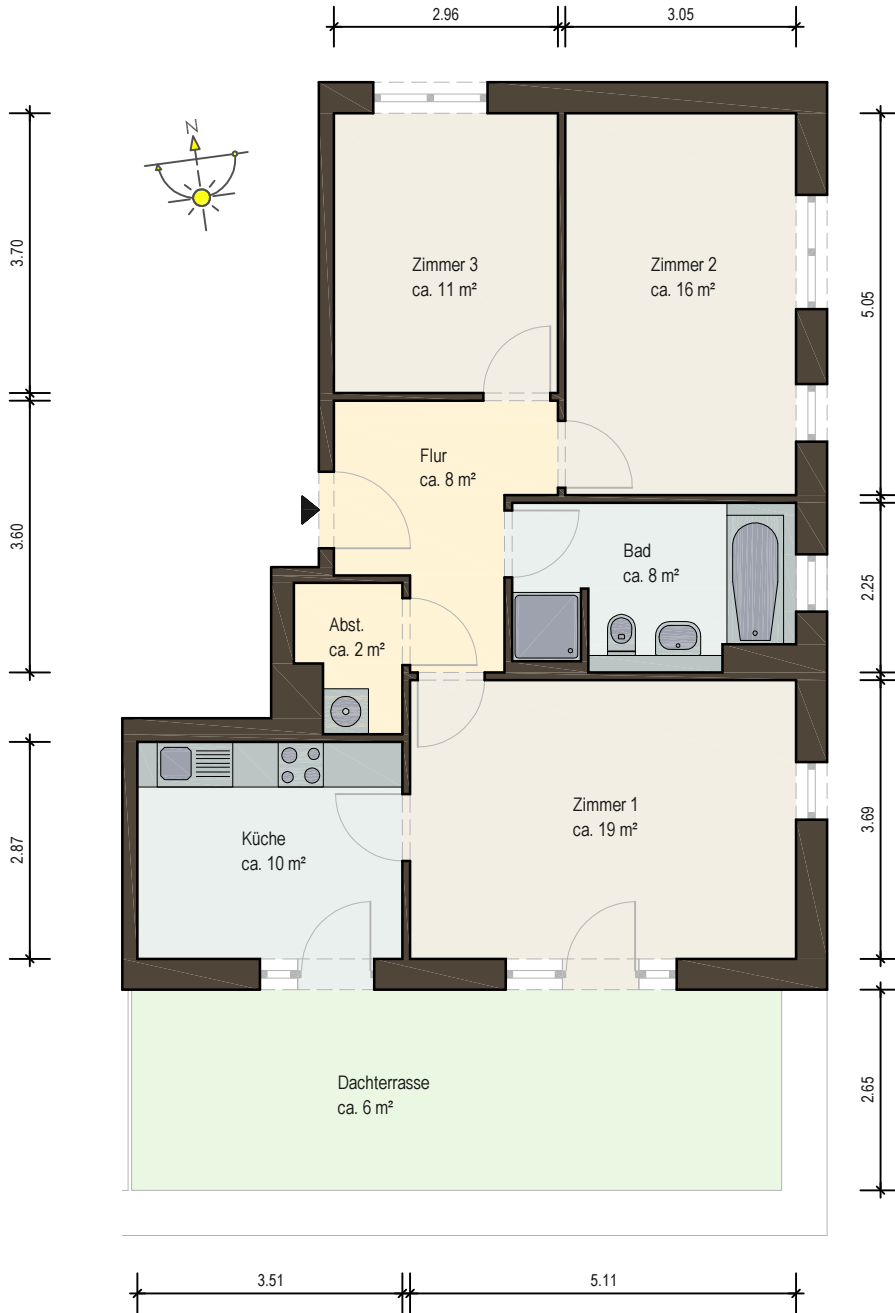 2.96
3.05
N
3.70
Zimmer 3
ca. 11 m²
Zimmer 2
ca. 16 m²
5.05
Flur
ca. 8 m²
3.60
Bad
ca. 8 m²
2.25
Abst.
ca. 2 m²
Zimmer 1
ca. 19 m²
3.69
Küche
ca. 10 m²
2.87
Dachterrasse
ca. 6 m²
2.65
3.51
5.11